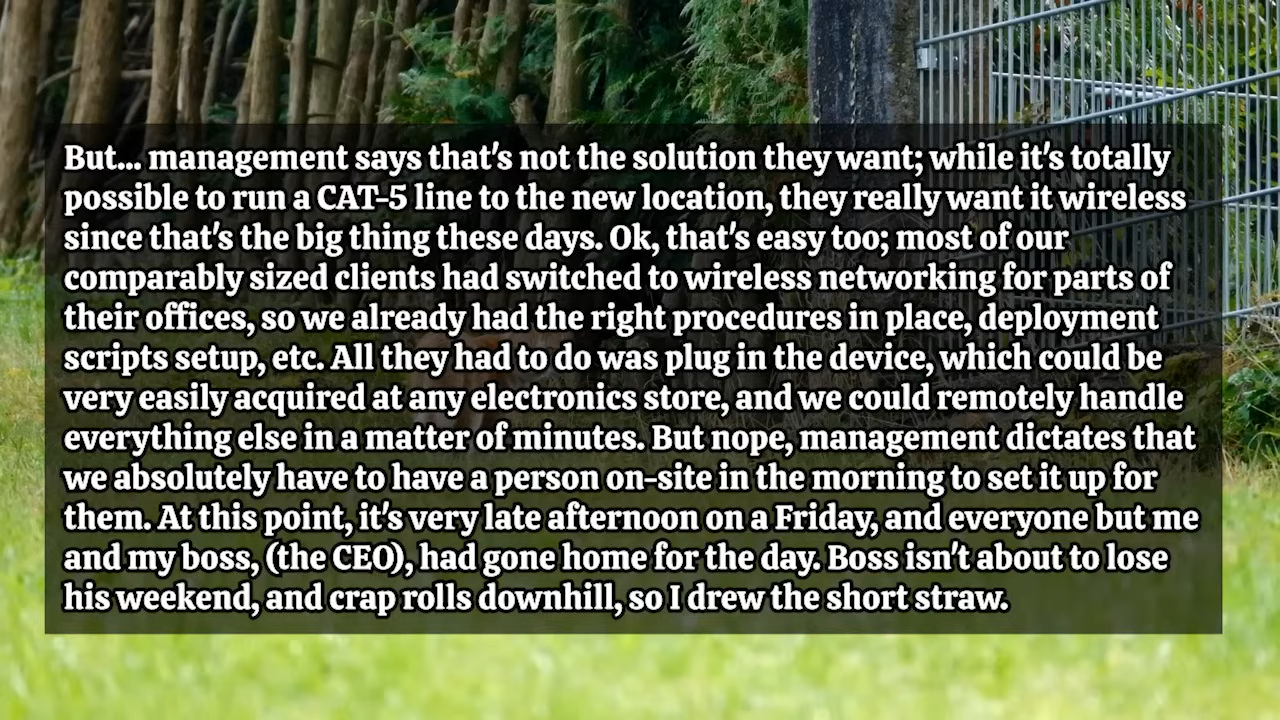 But... management says that's not the solution they want; while it's totally
possible to run a CAT-5 line to the new location, they really want it wireless
since that's the big thing these days. Ok, that's easy too; most of our
comparably sized clients had switched to wireless networking for parts of
their offices, so we already had the right procedures in place, deployment
scripts setup, etc. All they had to do was plug in the device, which could be
very easily acquired at any electronics store, and we could remotely handle
everything else in a matter of minutes. But nope, management dictates that
we absolutely have to have a person on-site in the morning to set it up for
them. At this point, it's very late afternoon on a Friday, and everyone but me
and my boss, (the CEO), had gone home for the day. Boss isn't about to lose
his weekend, and crap rolls downhill, so I drew the short straw.